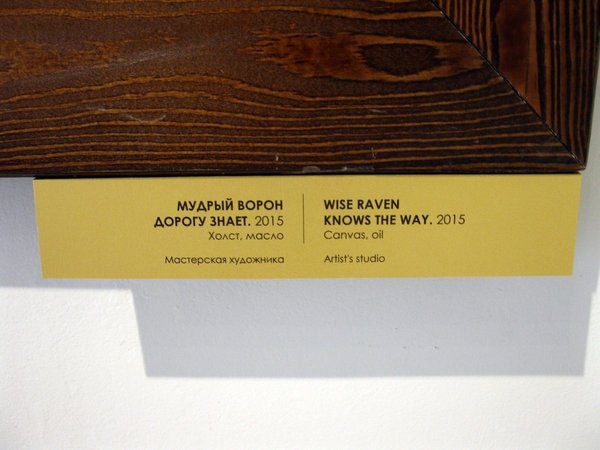 МУДРЫЙ ВОРОН
ДОРОГУ ЗНАЕТ. 2015
Холст, масло
Мастерская художника
WISE RAVEN
KNOWS THE WAY. 2015
Canvas, oil
Artist's studio